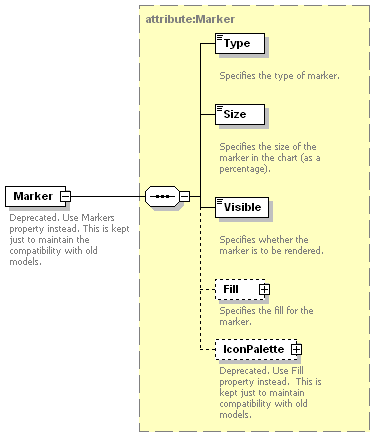 attribute:Marker
Type
Specifies the type of marker.
Size
Specifies the size of the
marker in the chart (as a
percentage).
Marker
Deprecated. Use Markers
property instead. This is kept
just to maintain the
compatibility with old
models.
Visible
Specifies whether the
marker is to be rendered.
Fill
Specifies the fill for the
marker.
IconPalette
Deprecated. Use Fill
property instead.  This is
kept just to maintain
compatibility with old
models.